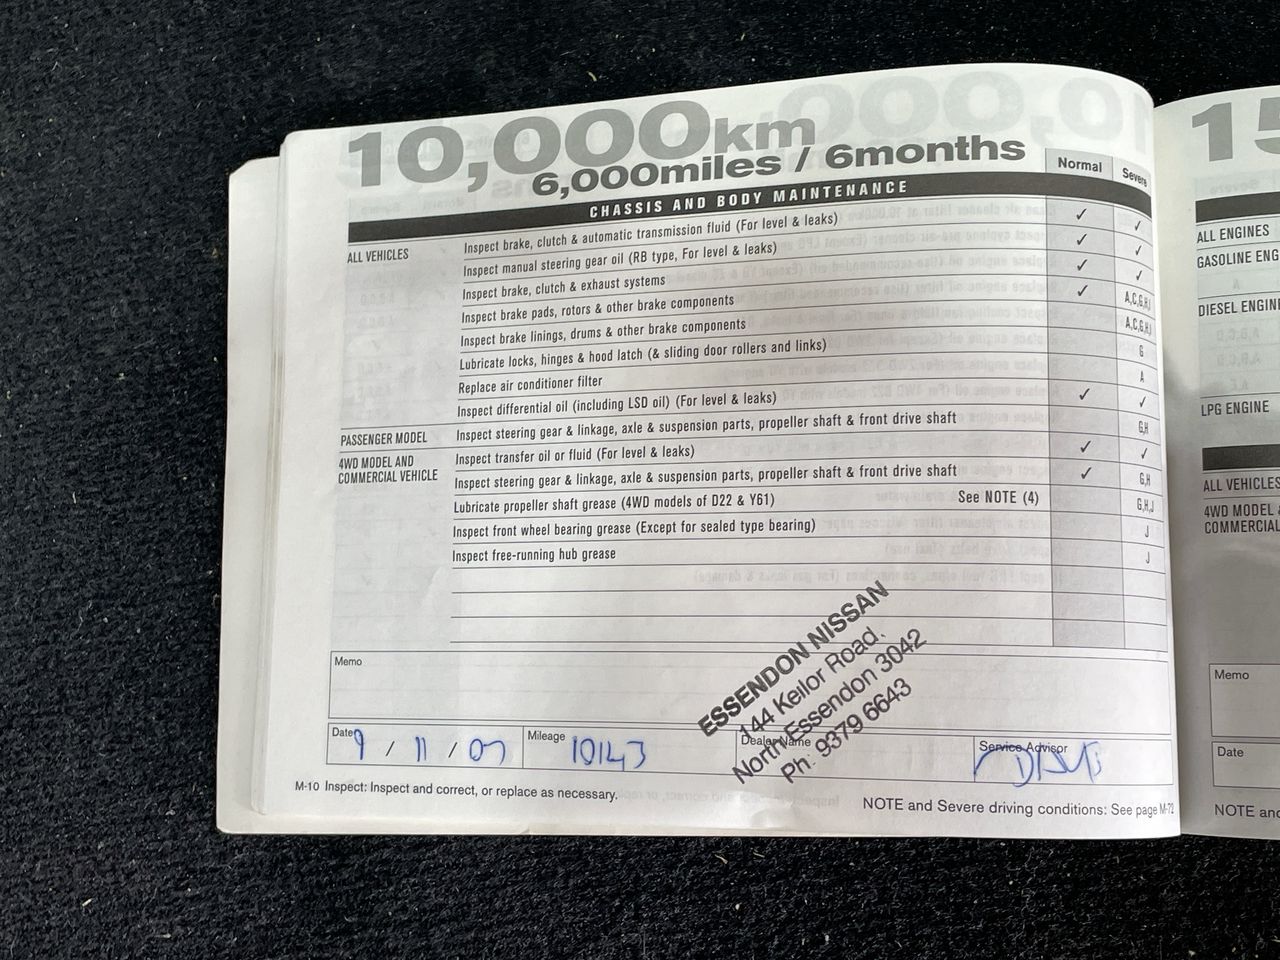 10,000km
6,000miles / 6months
Normal Severe
CHASSIS AND BODY MAINTENANCE
ALL VEHICLES
Inspect brake, clutch & automatic transmission fluid (For level & leaks) ✓ ✓
Inspect manual steering gear oil (RB type, For level & leaks) ✓ ✓
Inspect brake, clutch & exhaust systems ✓ ✓
Inspect brake pads, rotors & other brake components ✓ A,C,G,H,J
Inspect brake linings, drums & other brake components A,C,G,H,J
Lubricate locks, hinges & hood latch (& sliding door rollers and links) G
Replace air conditioner filter A
Inspect differential oil (including LSD oil) (For level & leaks) ✓ ✓
PASSENGER MODEL
Inspect steering gear & linkage, axle & suspension parts, propeller shaft & front drive shaft G,H
4WD MODEL AND
COMMERCIAL VEHICLE
Inspect transfer oil or fluid (For level & leaks) ✓ ✓
Inspect steering gear & linkage, axle & suspension parts, propeller shaft & front drive shaft ✓ G,H
Lubricate propeller shaft grease (4WD models of D22 & Y61) See NOTE (4) G,H,J
Inspect front wheel bearing grease (Except for sealed type bearing) J
Inspect free-running hub grease J
Memo
Date 9 / 11 / 07
Mileage 10143
Dealer Name
ESSENDON NISSAN
144 Keilor Road,
North Essendon 3042
Ph: 9379 6643
Service Advisor
M-10 Inspect: Inspect and correct, or replace as necessary.
NOTE and Severe driving conditions: See page M-72
15
ALL ENGINES
GASOLINE ENG
DIESEL ENGIN
LPG ENGINE
ALL VEHICLES
4WD MODEL
COMMERCIAL
Memo
Date
NOTE and